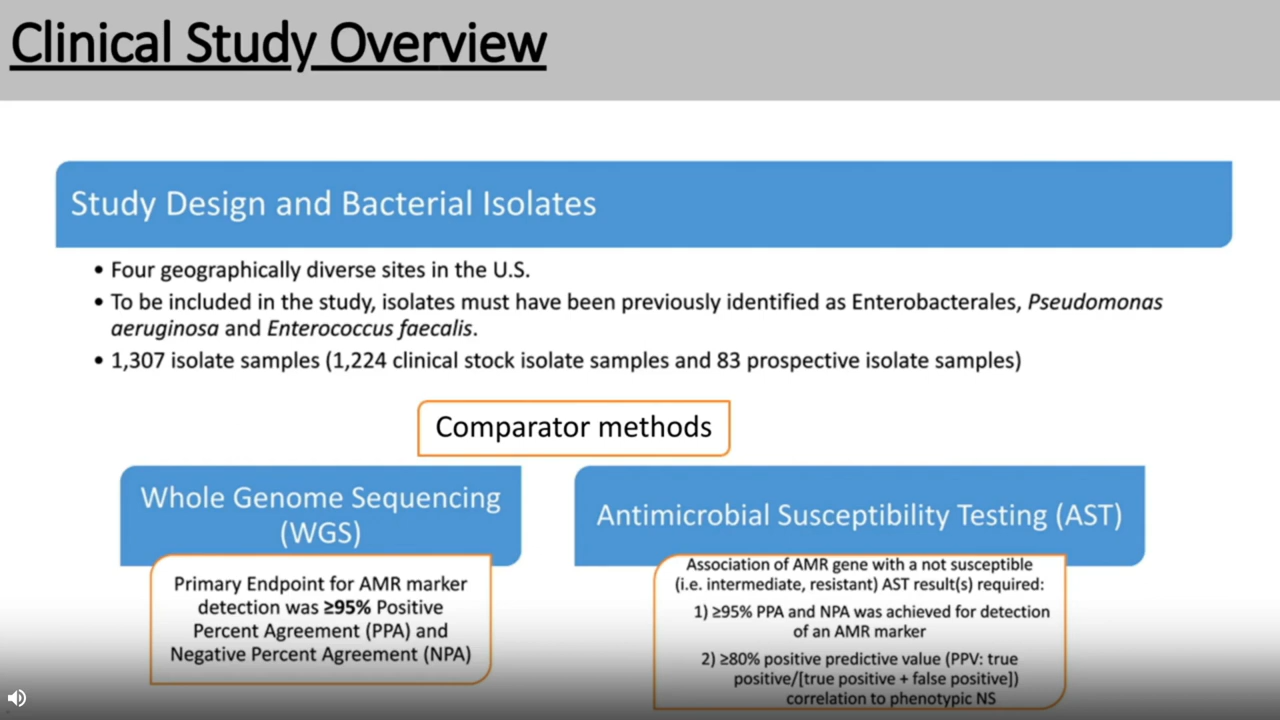 Clinical Study Overview
Study Design and Bacterial Isolates
• Four geographically diverse sites in the U.S.
• To be included in the study, isolates must have been previously identified as Enterobacterales, Pseudomonas
aeruginosa and Enterococcus faecalis.
• 1,307 isolate samples (1,224 clinical stock isolate samples and 83 prospective isolate samples)
Comparator methods
Whole Genome Sequencing
(WGS)
Primary Endpoint for AMR marker
detection was ≥95% Positive
Percent Agreement (PPA) and
Negative Percent Agreement (NPA)
Antimicrobial Susceptibility Testing (AST)
Association of AMR gene with a not susceptible
(i.e. intermediate, resistant) AST result(s) required:
1) ≥95% PPA and NPA was achieved for detection
of an AMR marker
2) ≥80% positive predictive value (PPV: true
positive/[true positive + false positive])
correlation to phenotypic NS